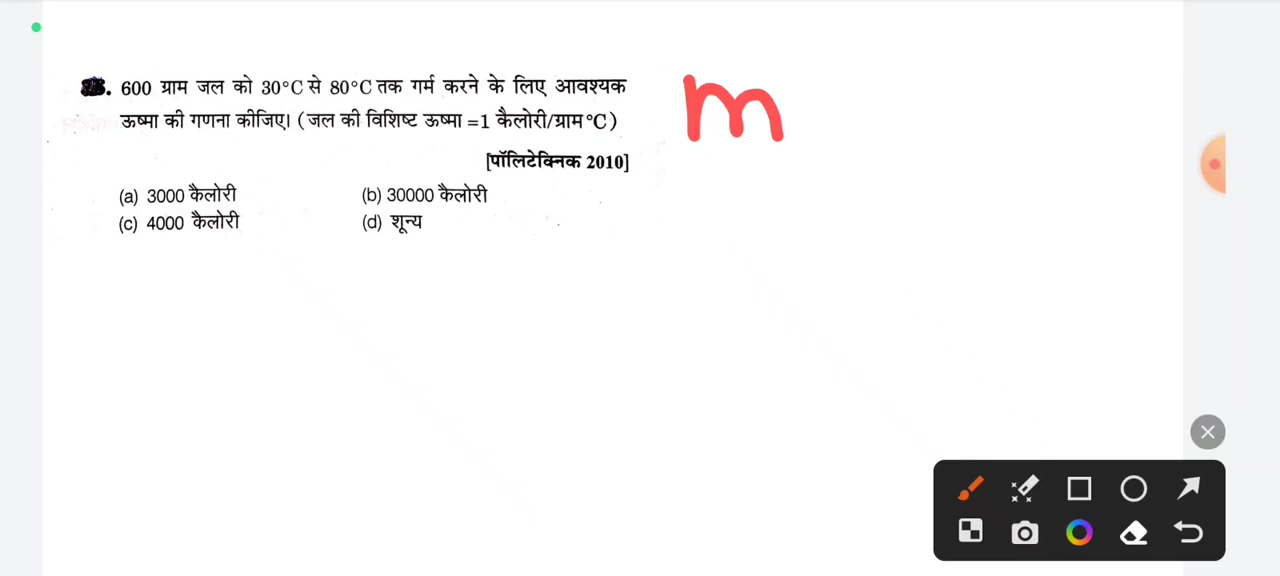 600 ग्राम जल को 30°C से 80°C तक गर्म करने के लिए आवश्यक
ऊष्मा की गणना कीजिए। (जल की विशिष्ट ऊष्मा =1 कैलोरी/ग्राम°C)
[पॉलिटेक्निक 2010]
(a) 3000 कैलोरी (b) 30000 कैलोरी
(c) 4000 कैलोरी (d) शून्य
m